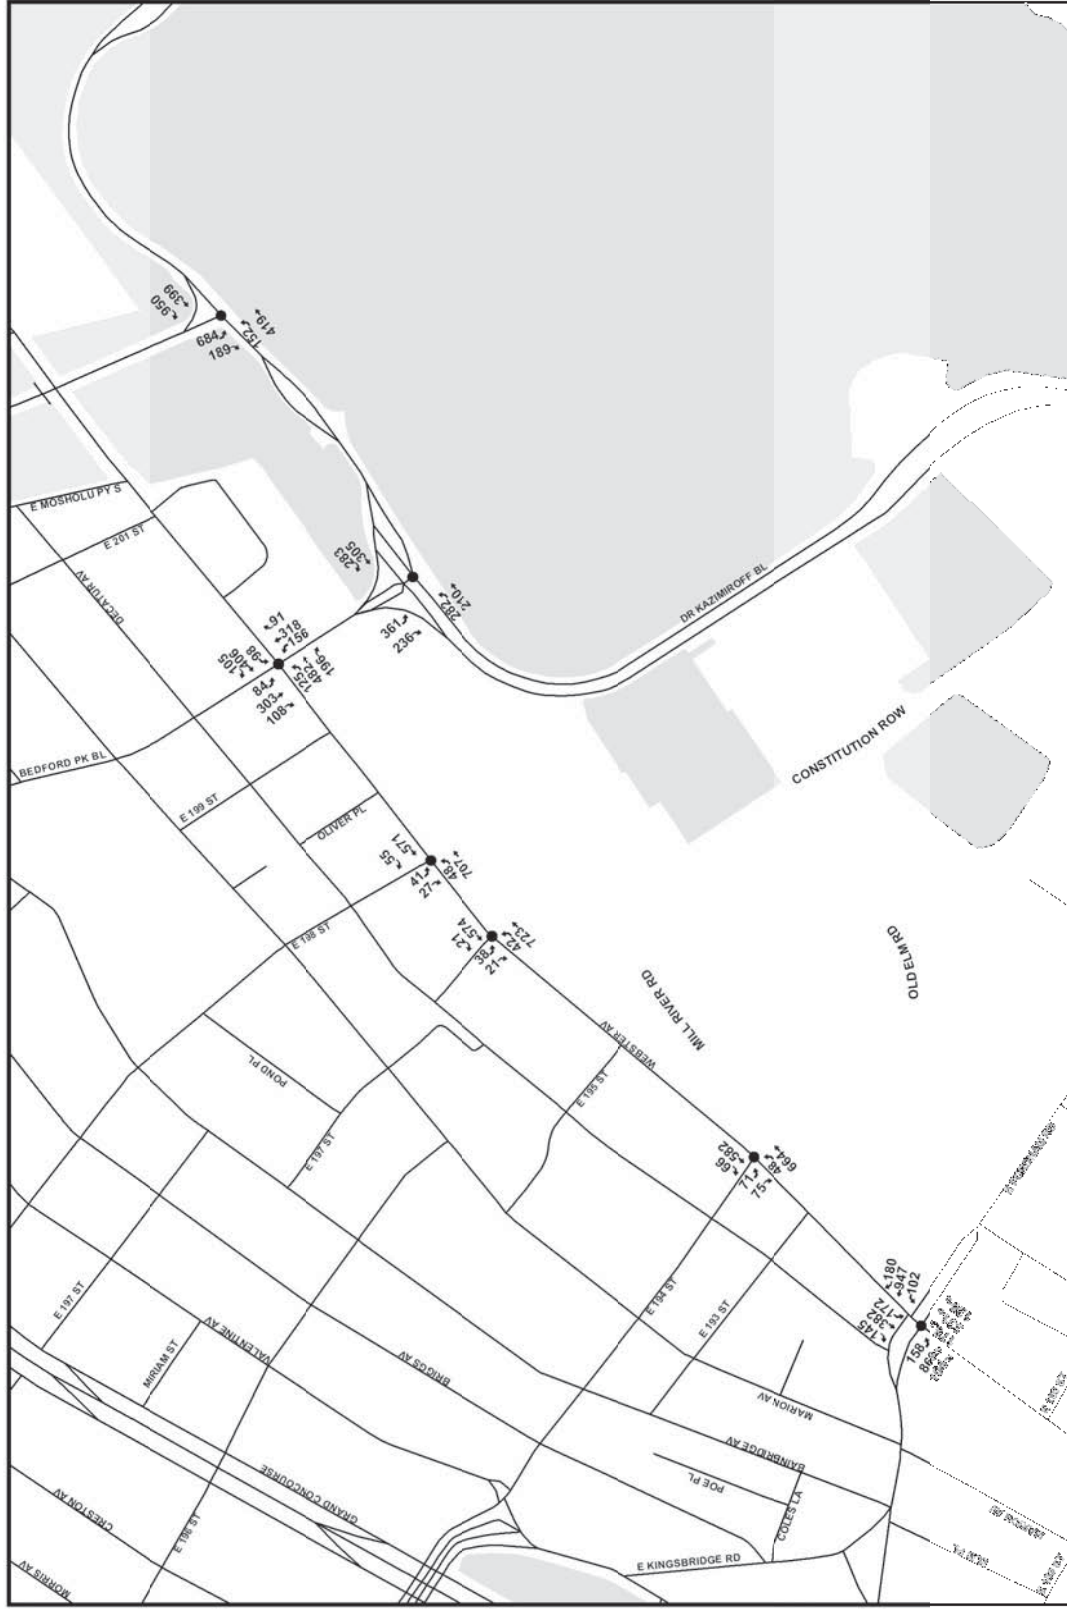 950
399
684
189
152
419
E MOSHOLU PY S
E 201 ST
DECATUR AV
283
305
361
236
282
210
DR KAZIMIROFF BL
91
318
156
105
406
98
84
303
108
125
482
196
BEDFORD PK BL
E 199 ST
OLIVER PL
CONSTITUTION ROW
55
571
41
27
48
707
E 198 ST
21
574
38
21
42
723
MILL RIVER RD
OLD ELM RD
WEBSTER AV
POND PL
E 195 ST
E 197 ST
66
582
71
75
48
664
E 197 ST
MIRIAM ST
VALENTINE AV
BRIGGS AV
E 194 ST
E 193 ST
180
947
102
172
382
145
158
MARION AV
BAINBRIDGE AV
POE PL
COLES LA
GRAND CONCOURSE
CRESTON AV
E 196 ST
MORRIS AV
E KINGSBRIDGE RD